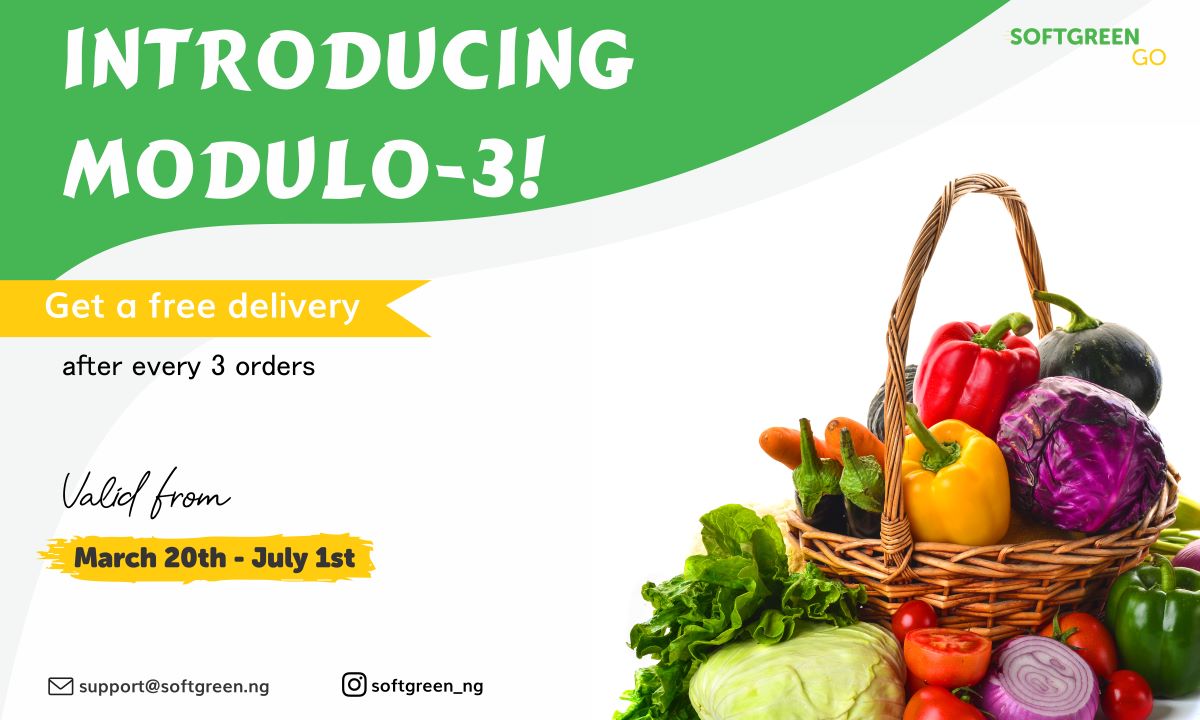 INTRODUCING
MODULO-3!
SOFTGREEN
GO
Get a free delivery
after every 3 orders
Valid from
March 20th - July 1st
support@softgreen.ng
softgreen_ng